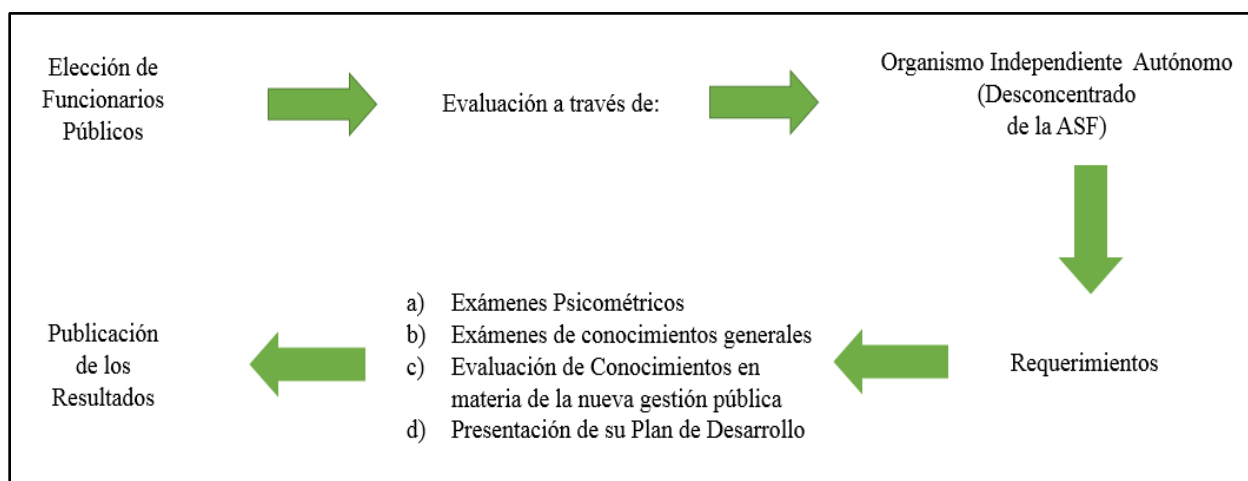 Elección de
Funcionarios
Públicos
Evaluación a través de:
Organismo Independiente Autónomo
(Desconcentrado
de la ASF)
Requerimientos
a) Exámenes Psicométricos
b) Exámenes de conocimientos generales
c) Evaluación de Conocimientos en
materia de la nueva gestión pública
d) Presentación de su Plan de Desarrollo
Publicación
de los
Resultados